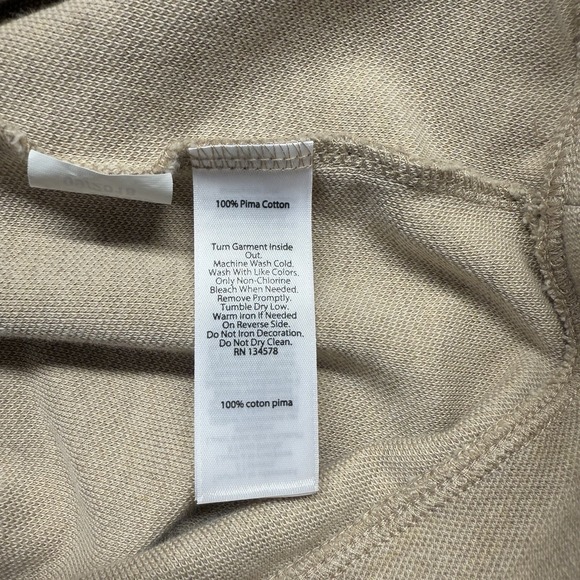 100% Pima Cotton
Turn Garment Inside
Out.
Machine Wash Cold.
Wash With Like Colors.
Only Non-Chlorine
Bleach When Needed.
Remove Promptly.
Tumble Dry Low.
Warm Iron If Needed
On Reverse Side.
Do Not Iron Decoration.
Do Not Dry Clean.
RN 134578
100% coton pima